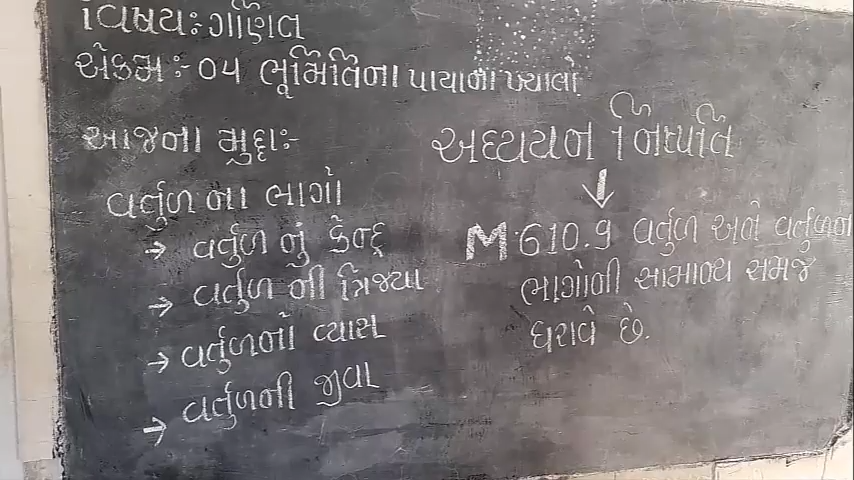 વિષય:ગણિત
એકમ:-૦૫ ભૂમિતિના પાયાના ખ્યાલો
આજના મુદ્દા:-
વર્તુળ ના ભાગો
→ વર્તુળ નું કેન્દ્ર
→ વર્તુળ ની ત્રિજ્યા
→ વર્તુળનો વ્યાસ
→ વર્તુળની જીવા
→
અધ્યયન નિષ્પતિ
↓
M.610.9 વર્તુળ અને વર્તુળના
ભાગોની સામાન્ય સમજ
ધરાવે છે.